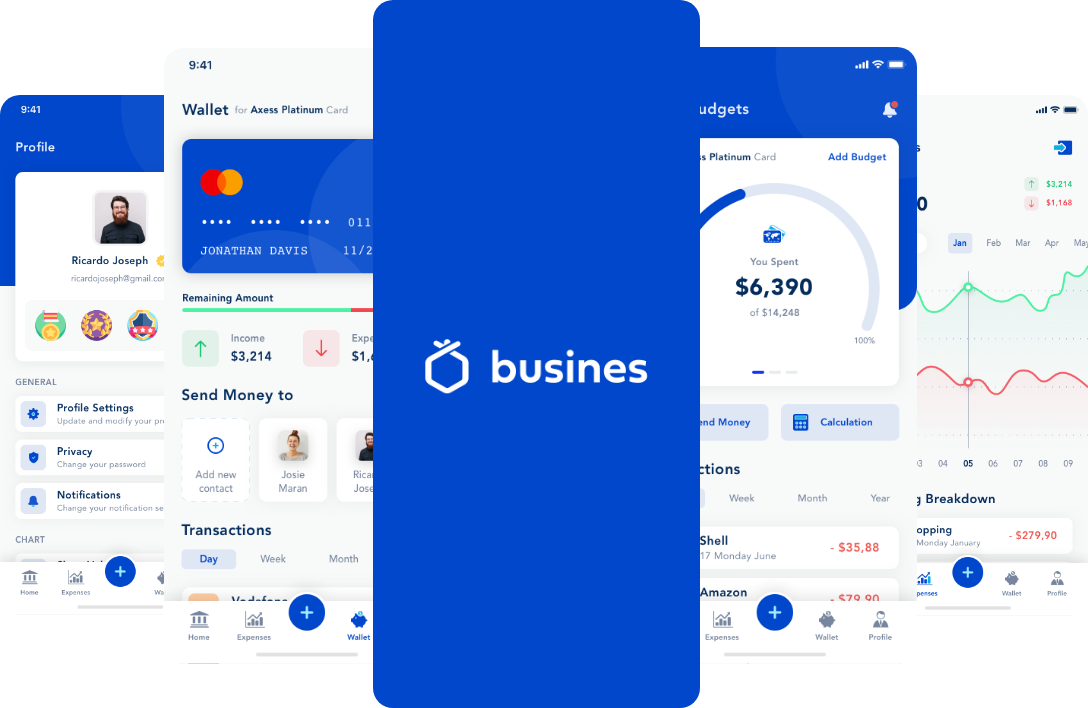 9:41
Profile
Ricardo Joseph
ricardojoseph@gmail.com
GENERAL
Profile Settings
Update and modify your pr
Privacy
Change your password
Notifications
Change your notification se
CHART
Home
Expenses
Wa
9:41
Wallet for Axess Platinum Card
•••• •••• •••• 011
JONATHAN DAVIS 11/2
Remaining Amount
Income
$3,214
Expe
$1,
Send Money to
Add new
contact
Josie
Maran
Rica
Jose
Transactions
Day Week Month
Vodafone
Home
Expenses
Wallet
busines
udgets
ss Platinum Card
Add Budget
You Spent
$6,390
of $14,248
100%
end Money
Calculation
ctions
Week Month Year
Shell
17 Monday June
- $35,88
Amazon
- $79,90
Expenses
Wallet
Profile
s
$3,214
0
$1,168
Jan Feb Mar Apr May
03 04 05 06 07 08 09
g Breakdown
opping
Monday January
- $279,90
penses
Wallet
Profile